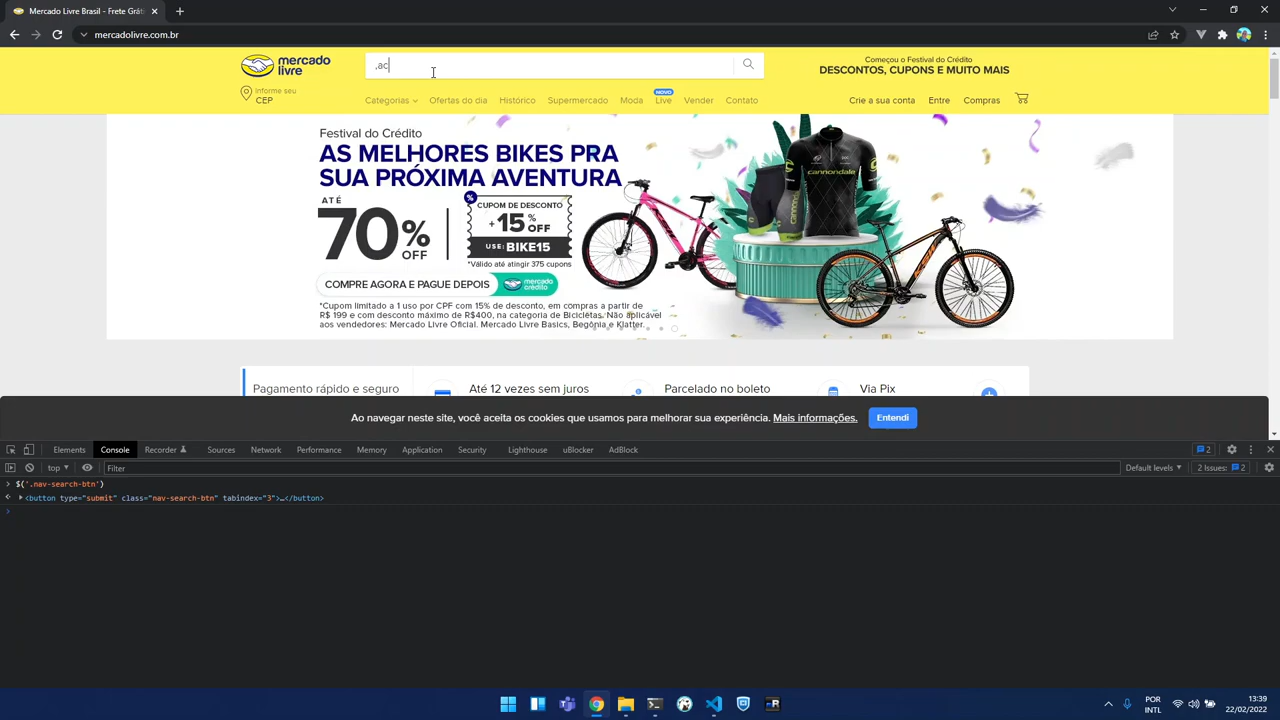 Mercado Livre Brasil - Frete Grátis
mercadolivre.com.br
mercado
livre
,ac
Começou o Festival do Crédito
DESCONTOS, CUPONS E MUITO MAIS
Informe seu
CEP
Categorias
Ofertas do dia
Histórico
Supermercado
Moda
NOVO
Live
Vender
Contato
Crie a sua conta
Entre
Compras
Festival do Crédito
AS MELHORES BIKES PRA
SUA PRÓXIMA AVENTURA
ATÉ
70% OFF
%
CUPOM DE DESCONTO
+15% OFF
USE: BIKE15
*Válido até atingir 375 cupons
COMPRE AGORA E PAGUE DEPOIS
mercado
crédito
cannondale
*Cupom limitado a 1 uso por CPF com 15% de desconto, em compras a partir de
R$ 199 e com desconto máximo de R$400, na categoria de Bicicletas. Não aplicável
aos vendedores: Mercado Livre Oficial. Mercado Livre Basics, Begônia e Klatter.
Pagamento rápido e seguro
Até 12 vezes sem juros
Parcelado no boleto
Via Pix
Ao navegar neste site, você aceita os cookies que usamos para melhorar sua experiência. Mais informações.
Entendi
Elements
Console
Recorder
Sources
Network
Performance
Memory
Application
Security
Lighthouse
uBlocker
AdBlock
2
top
Filter
Default levels
2 Issues:
2
$('.nav-search-btn')
<button type="submit" class="nav-search-btn" tabindex="3">…</button>
POR
INTL
13:39
22/02/2022